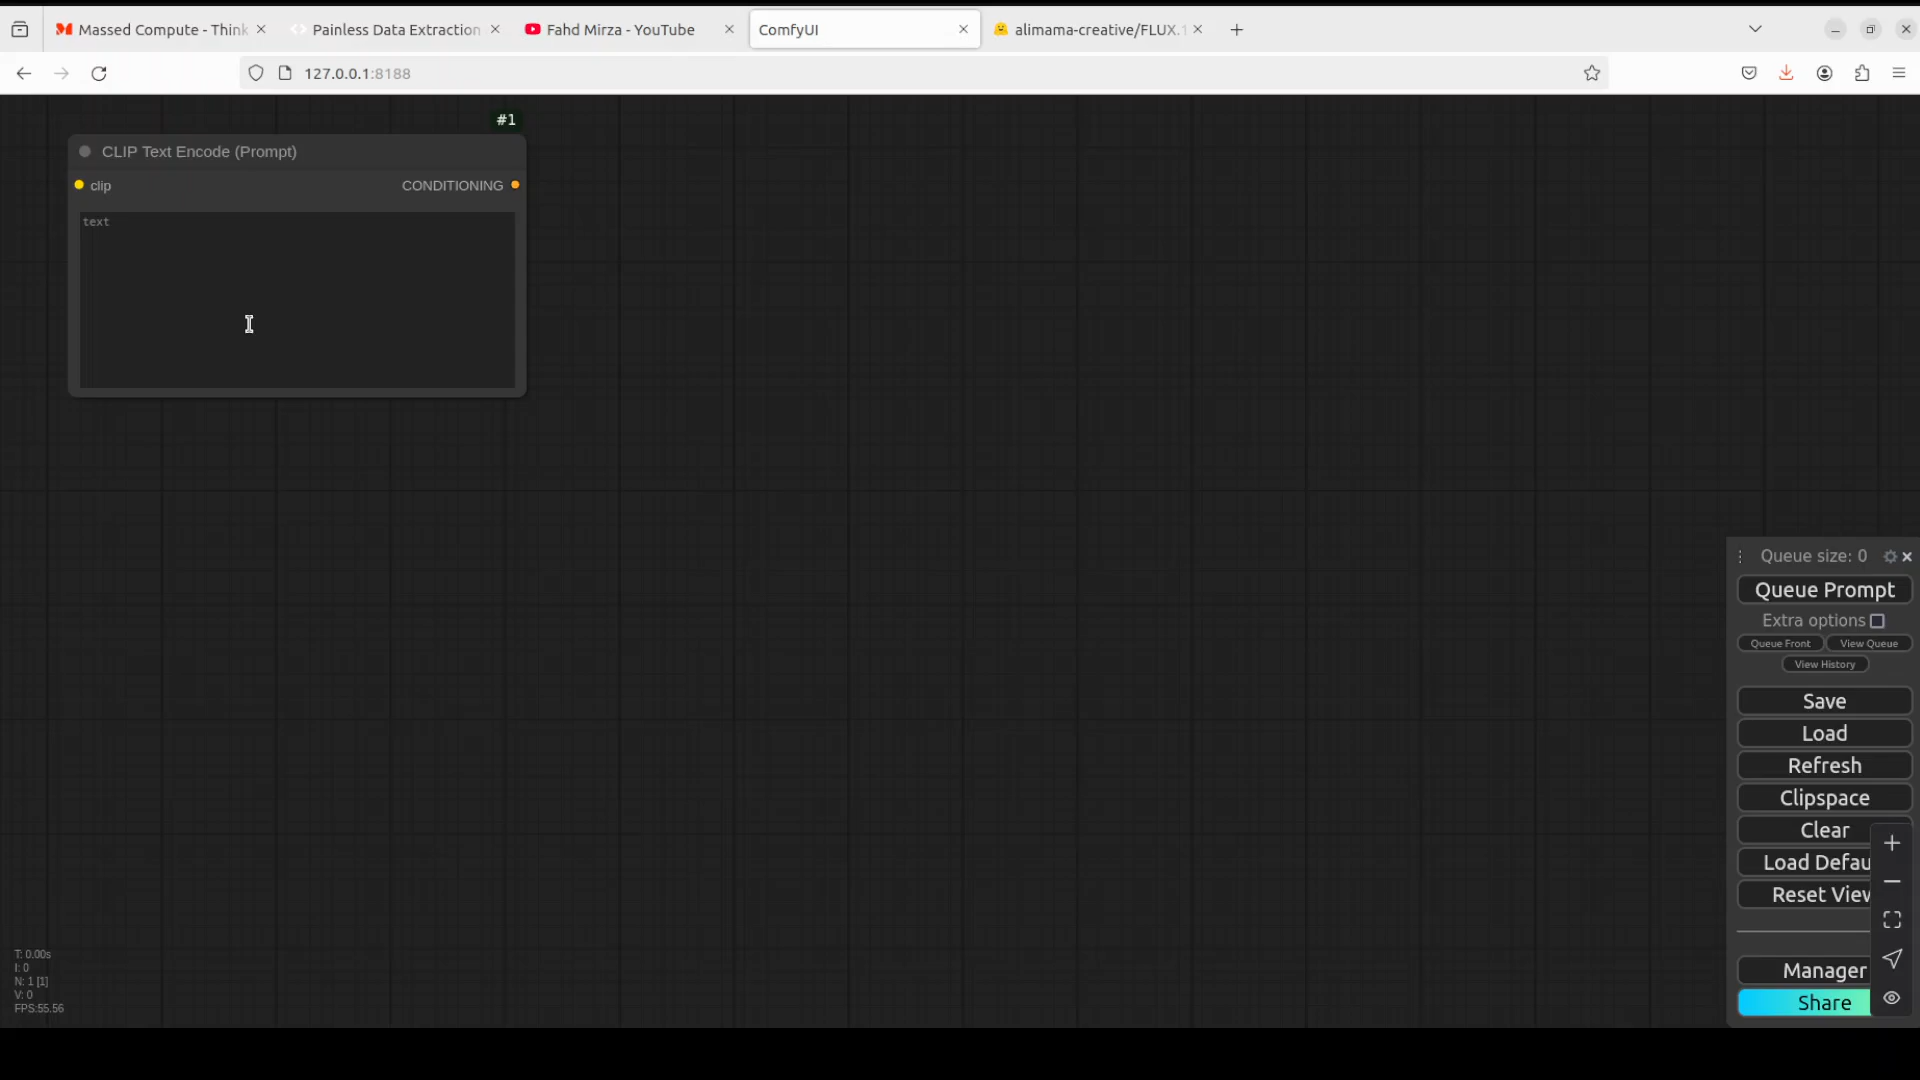 Massed Compute - Think
Painless Data Extraction
Fahd Mirza - YouTube
ComfyUI
alimama-creative/FLUX.1
127.0.0.1:8188
#1
CLIP Text Encode (Prompt)
clip
CONDITIONING
text
Queue size: 0
Queue Prompt
Extra options
Queue Front
View Queue
View History
Save
Load
Refresh
Clipspace
Clear
Load Defau
Reset View
Manager
Share
T: 0.00s
I: 0
N: 1 [1]
V: 0
FPS:55.56